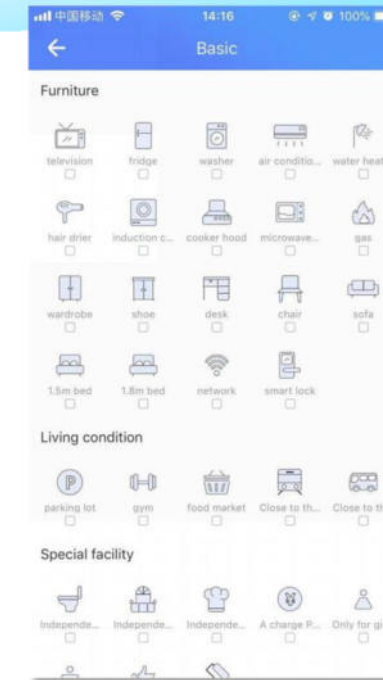 中国移动 14:16 100%
Basic
Furniture
television fridge washer air conditio... water heat
hair drier induction c... cooker hood microwave... gas
wardrobe shoe desk chair sofa
1.5m bed 1.8m bed network smart lock
Living condition
P
parking lot gym food market Close to th... Close to th
Special facility
Independe... Independe... Independe... A charge P... Only for gi